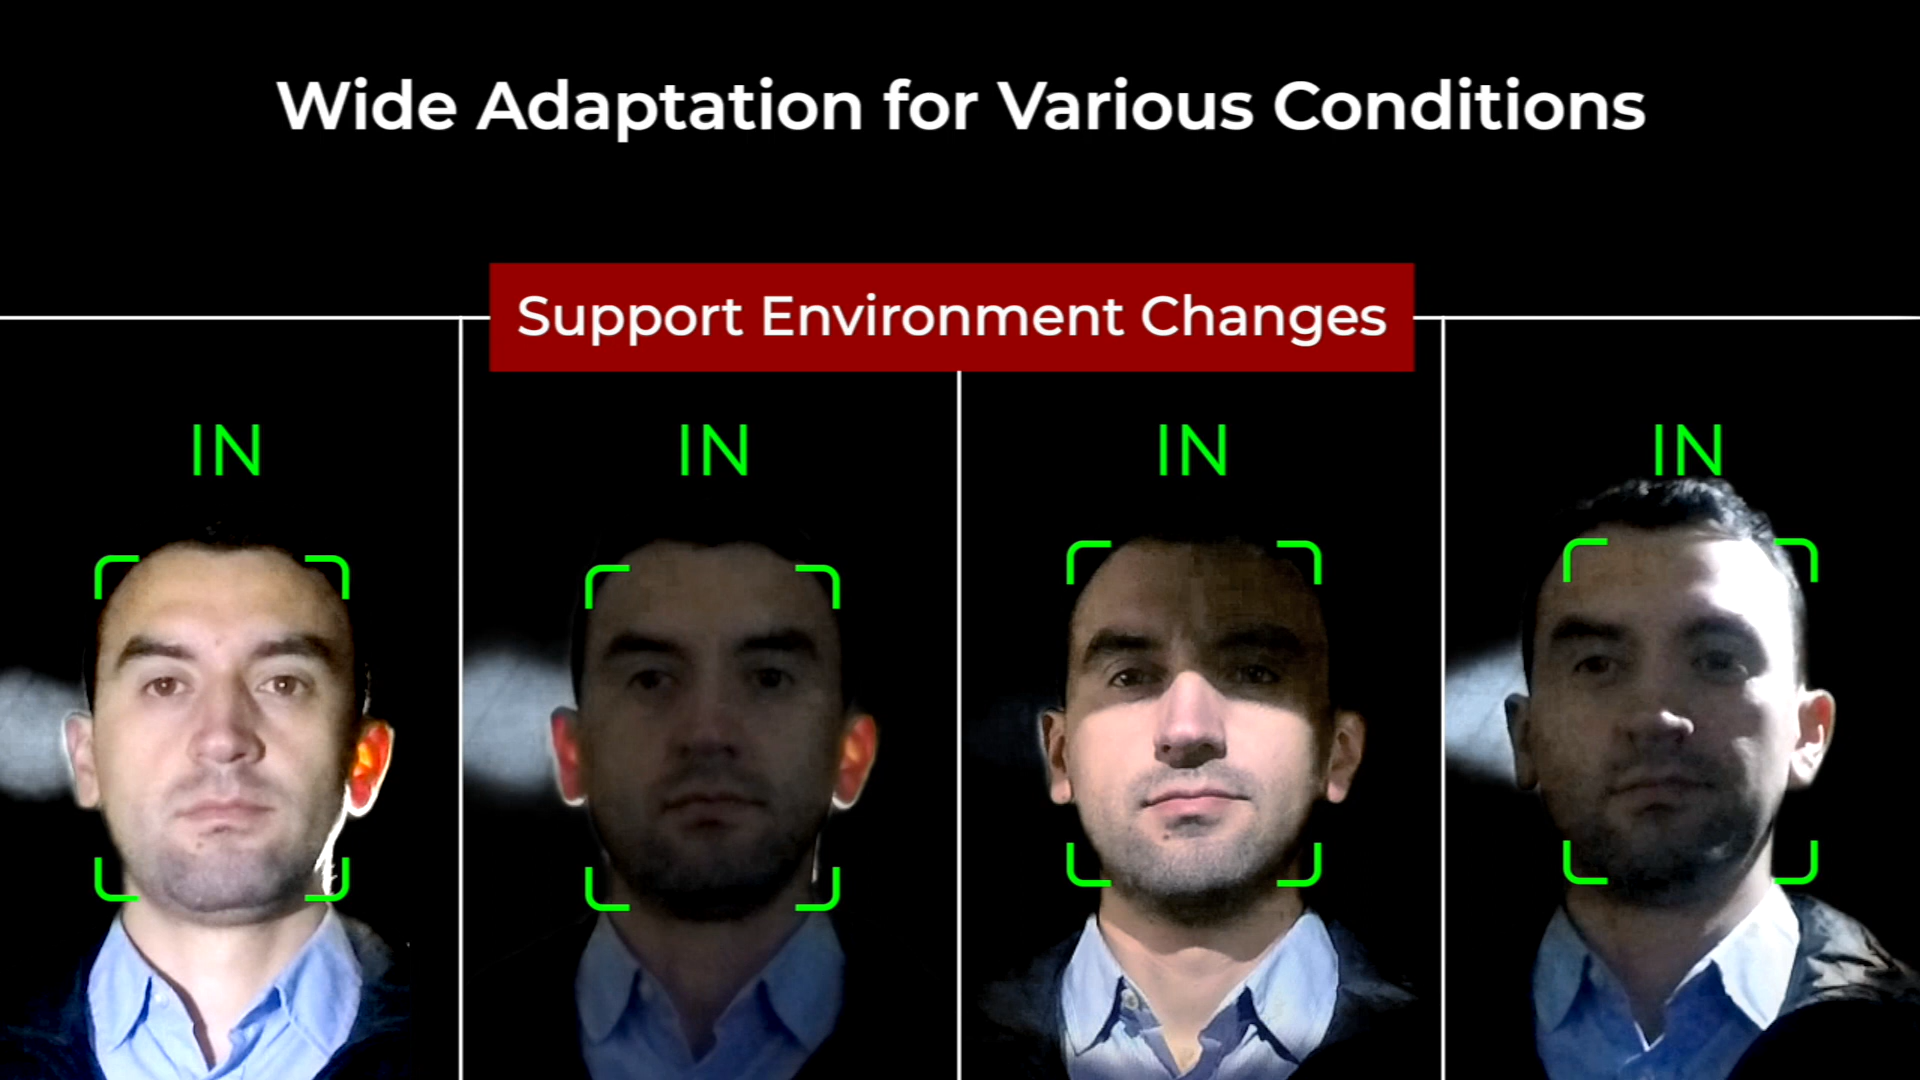 Wide Adaptation for Various Conditions
Support Environment Changes
IN
IN
IN
IN